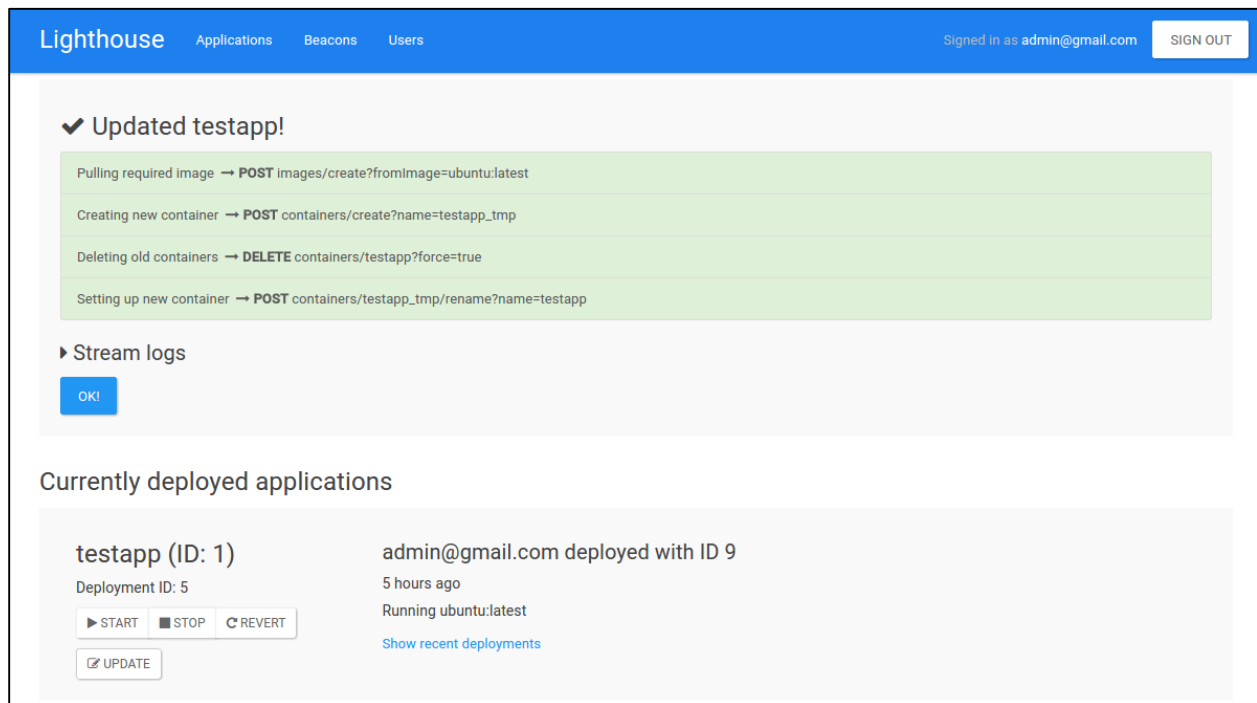 Lighthouse Applications Beacons Users Signed in as admin@gmail.com SIGN OUT
Updated testapp!
Pulling required image → POST images/create?fromImage=ubuntu:latest
Creating new container → POST containers/create?name=testapp_tmp
Deleting old containers → DELETE containers/testapp?force=true
Setting up new container → POST containers/testapp_tmp/rename?name=testapp
Stream logs
OK!
Currently deployed applications
testapp (ID: 1)
Deployment ID: 5
START STOP REVERT
UPDATE
admin@gmail.com deployed with ID 9
5 hours ago
Running ubuntu:latest
Show recent deployments